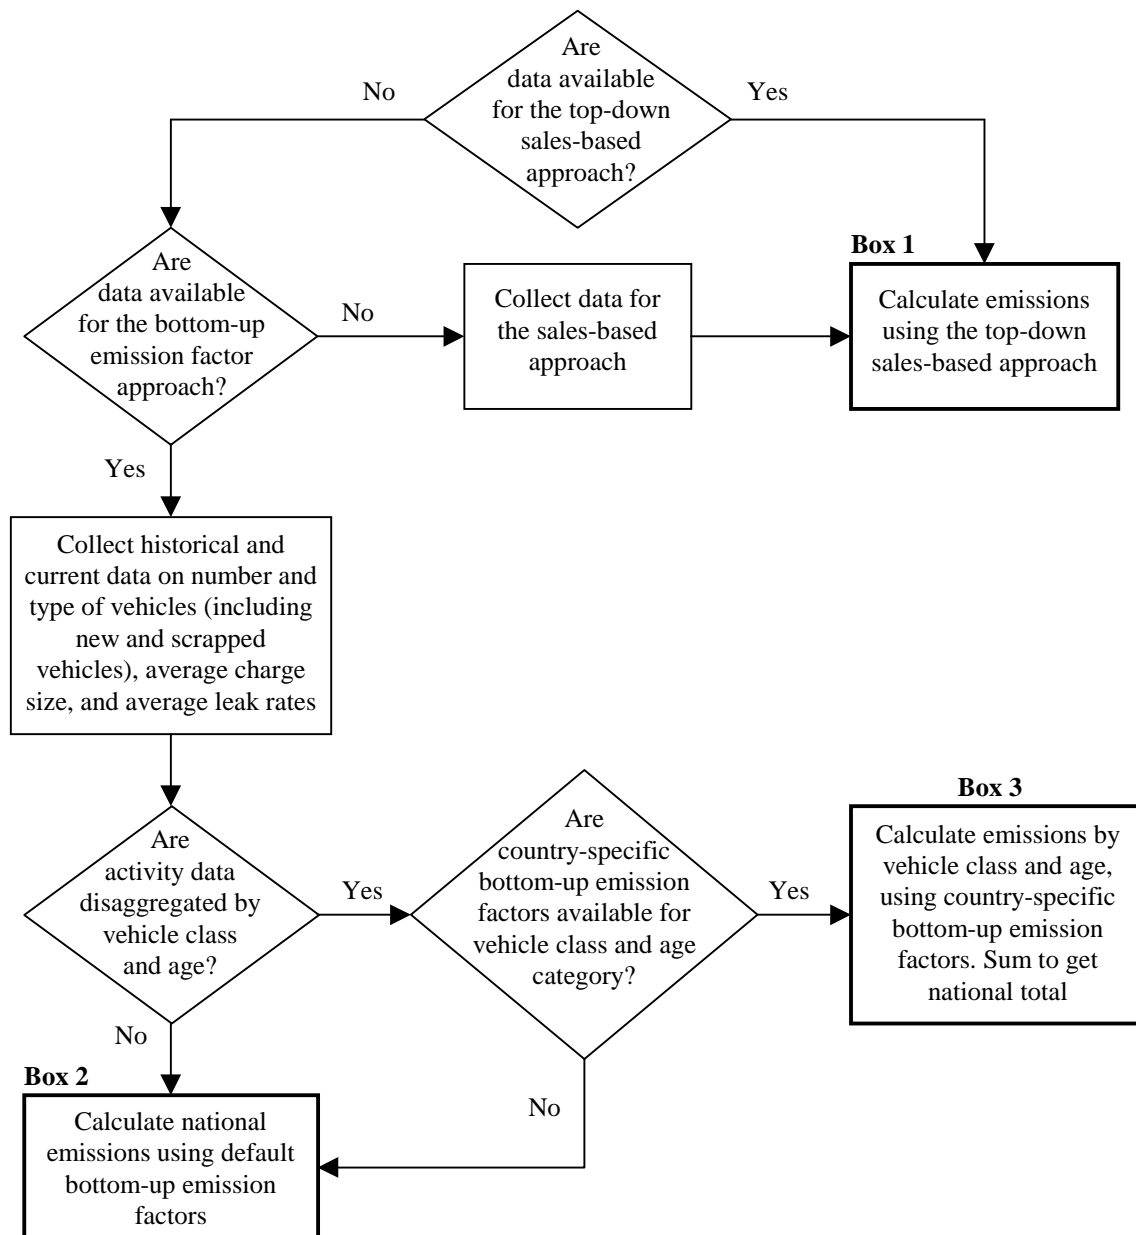 Are
data available
for the top-down
sales-based
approach?
No
Yes
Box 1
Are
data available
for the bottom-up
emission factor
approach?
No
Collect data for
the sales-based
approach
Calculate emissions
using the top-down
sales-based approach
Yes
Collect historical and
current data on number and
type of vehicles (including
new and scrapped
vehicles), average charge
size, and average leak rates
Are
activity data
disaggregated by
vehicle class
and age?
Yes
Are
country-specific
bottom-up emission
factors available for
vehicle class and age
category?
Yes
Box 3
Calculate emissions by
vehicle class and age,
using country-specific
bottom-up emission
factors. Sum to get
national total
No
No
Box 2
Calculate national
emissions using default
bottom-up emission
factors